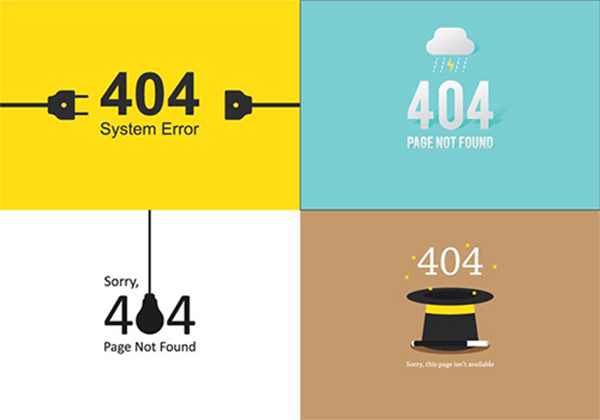 404
System Error
404
PAGE NOT FOUND
Sorry,
404
Page Not Found
404
Sorry, this page isn't available